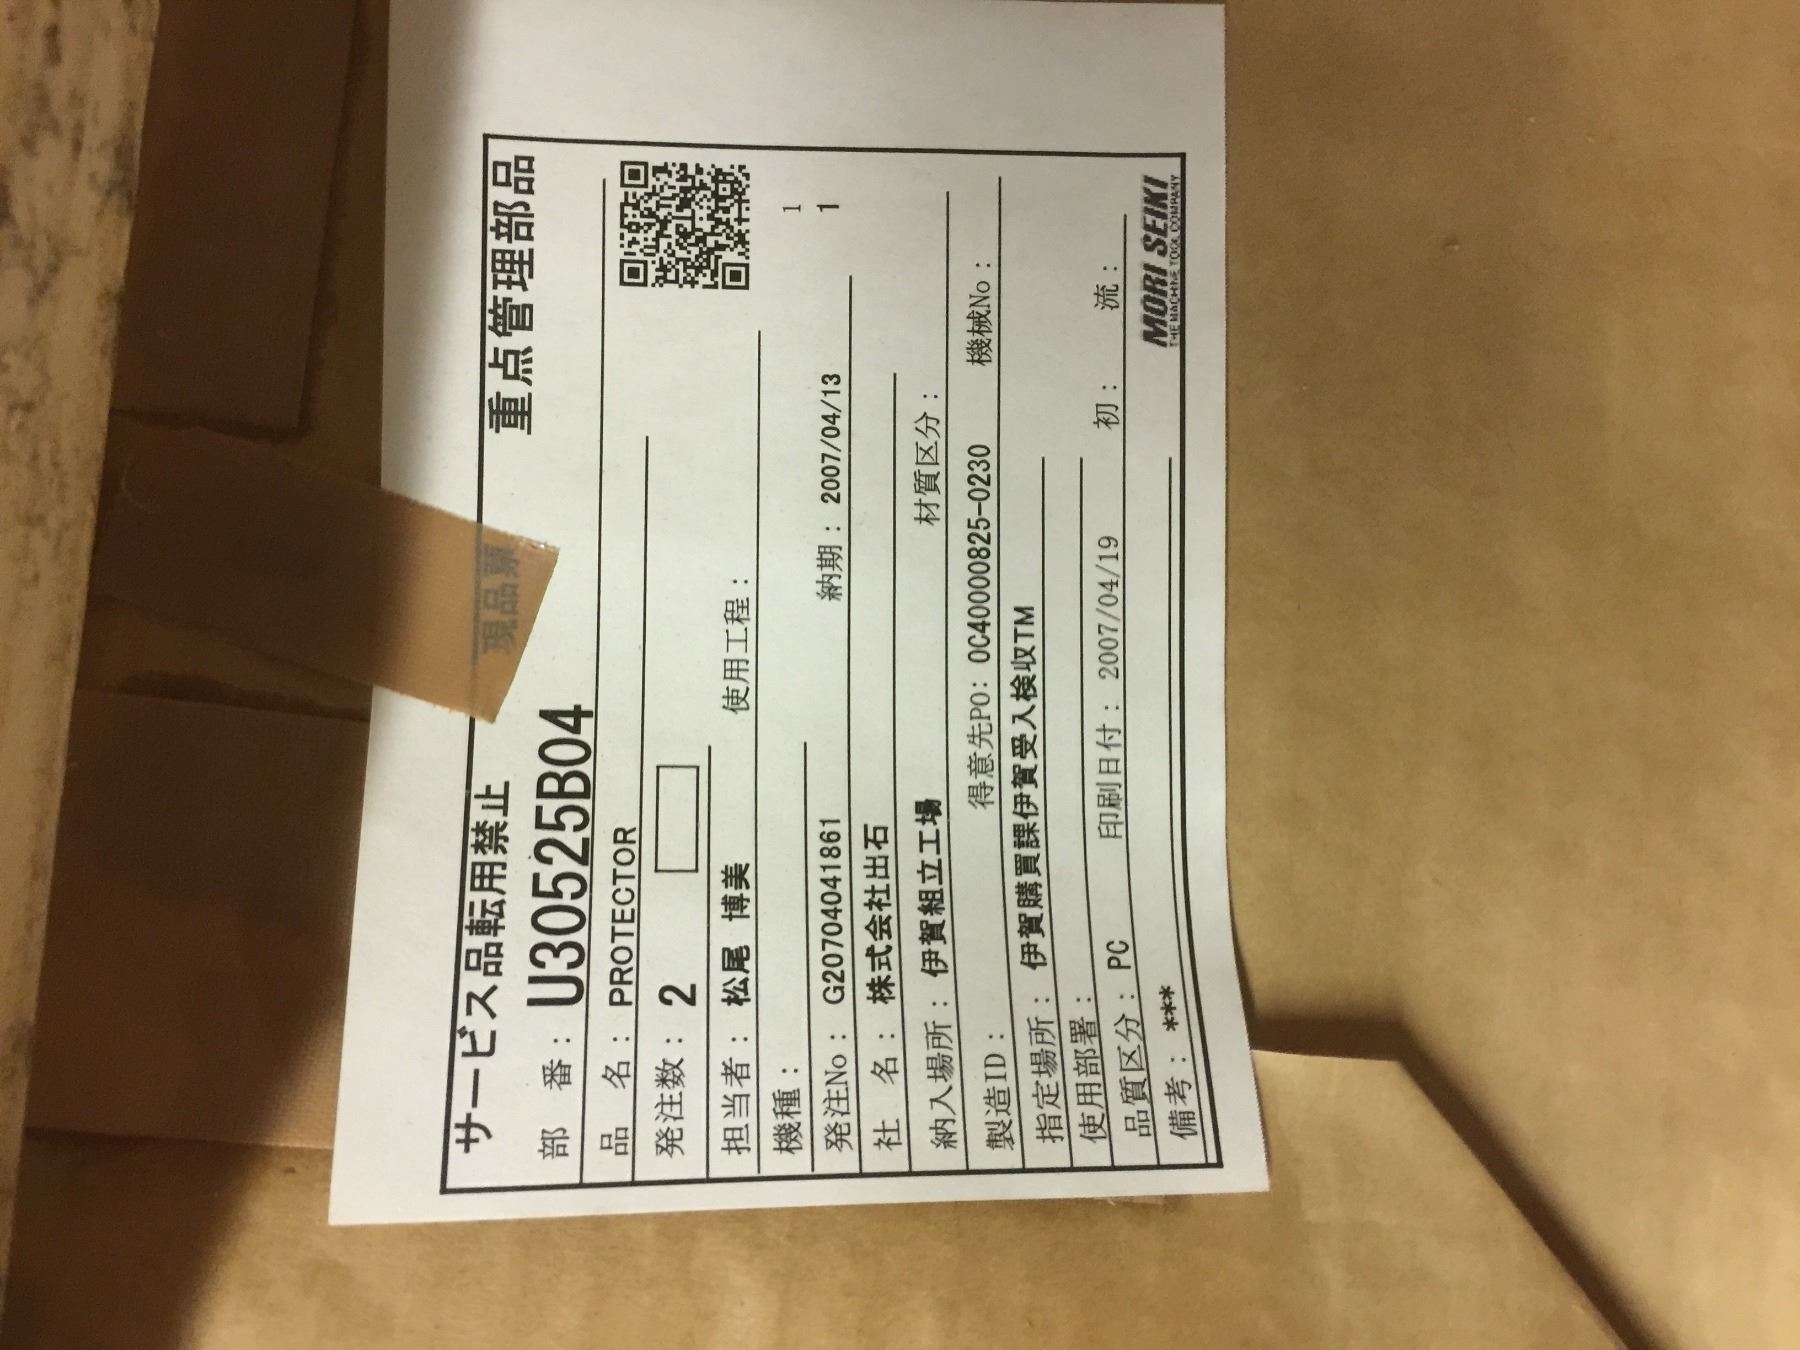 サービス品転用禁止 現品票 重点管理部品
部 番: U30525B04
品 名: PROTECTOR
発注数: 2
担当者: 松尾 博美 使用工程:
機種: 1
発注No: G20704041861 納期: 2007/04/13 1
社 名: 株式会社出石
納入場所: 伊賀組立工場 材質区分:
製造ID: 得意先PO: 0C40000825-0230 機械No:
指定場所: 伊賀購買課伊賀受入検収TM
使用部署:
品質区分: PC 印刷日付: 2007/04/19 初: 流:
備考: ***
MORI SEIKI
THE MACHINE TOOL COMPANY